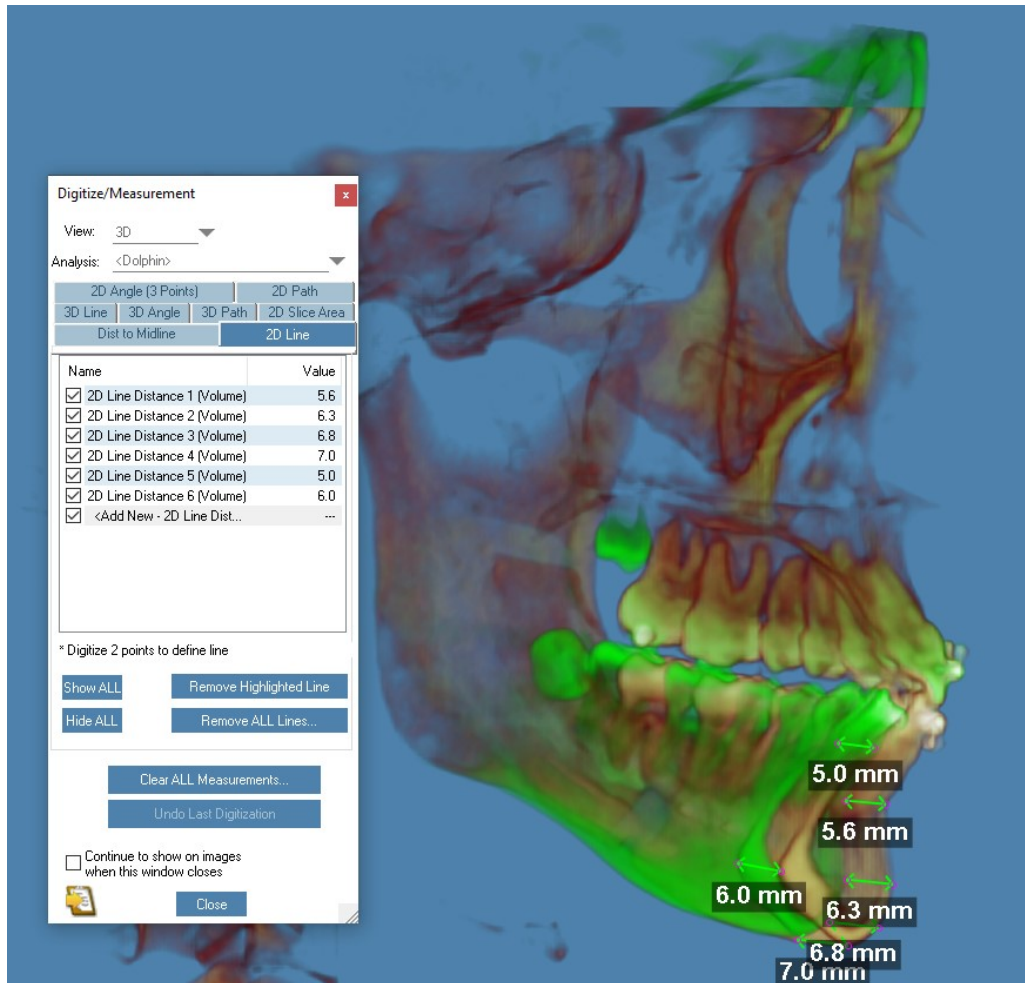 Digitize/Measurement
x
View: 3D
Analysis: <Dolphin>
2D Angle (3 Points) 2D Path
3D Line 3D Angle 3D Path 2D Slice Area
Dist to Midline 2D Line
Name Value
2D Line Distance 1 (Volume) 5.6
2D Line Distance 2 (Volume) 6.3
2D Line Distance 3 (Volume) 6.8
2D Line Distance 4 (Volume) 7.0
2D Line Distance 5 (Volume) 5.0
2D Line Distance 6 (Volume) 6.0
<Add New - 2D Line Dist... ---
* Digitize 2 points to define line
Show ALL Remove Highlighted Line
Hide ALL Remove ALL Lines...
Clear ALL Measurements...
Undo Last Digitization
Continue to show on images
when this window closes
Close
5.0 mm
5.6 mm
6.0 mm
6.3 mm
6.8 mm
7.0 mm